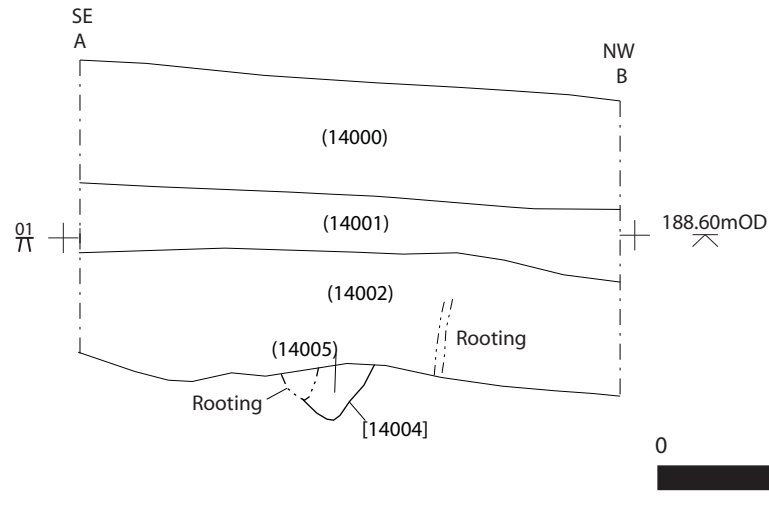 SE
A
NW
B
(14000)
(14001)
01
188.60mOD
(14002)
(14005)
Rooting
Rooting
[14004]
0